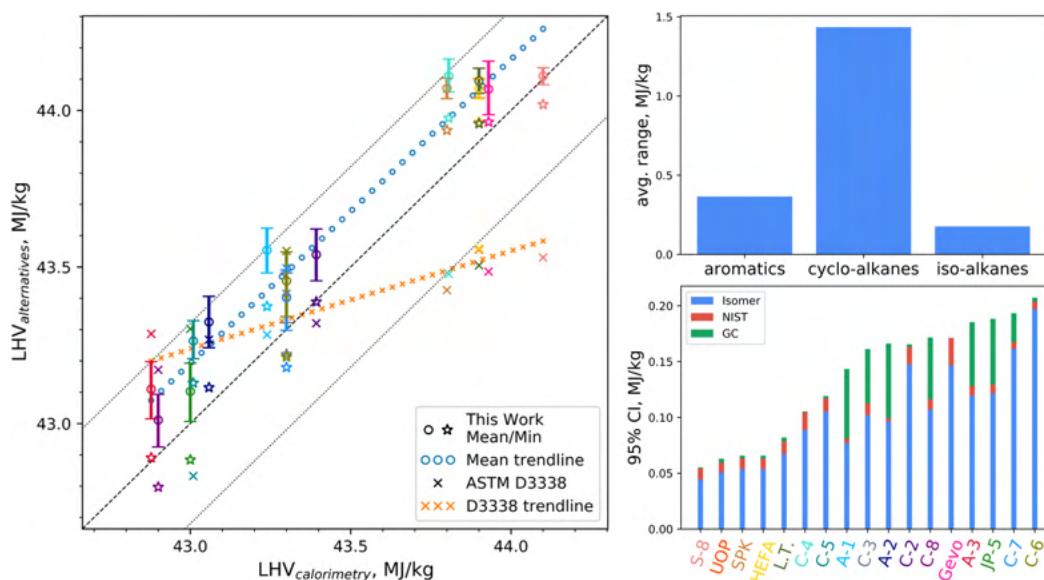 44.0
43.5
43.0
LHValternatives, MJ/kg
43.0
43.5
44.0
LHVcalorimetry, MJ/kg
This Work
Mean/Min
Mean trendline
ASTM D3338
D3338 trendline
1.5
1.0
0.5
0.0
avg. range, MJ/kg
aromatics
cyclo-alkanes
iso-alkanes
0.20
0.15
0.10
0.05
0.00
95% CI, MJ/kg
Isomer
NIST
GC
S-8
UOP
SPK
HEFA
L.T.
C-4
C-5
A-1
C-3
A-2
C-2
C-8
Gevo
A-3
JP-5
C-7
C-6